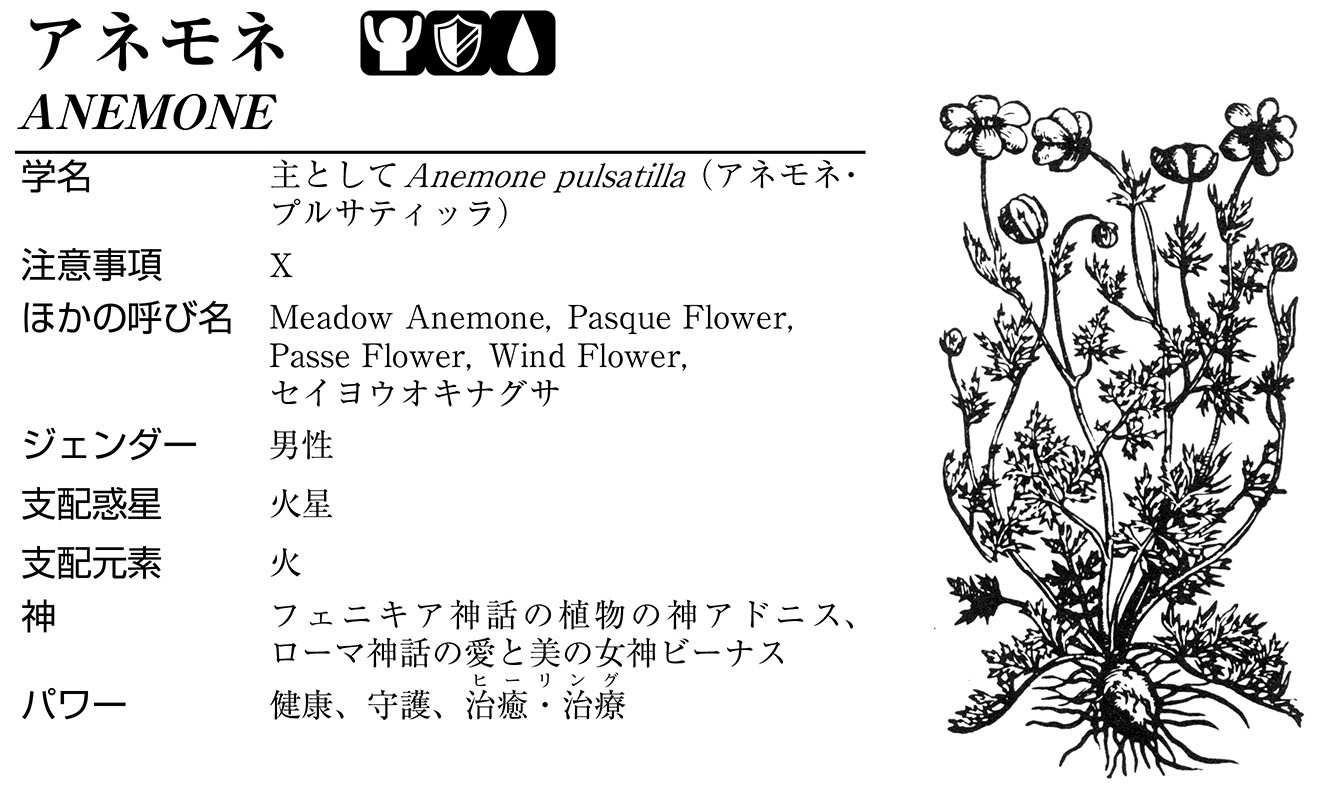 アネモネ
ANEMONE
学名 主として Anemone pulsatilla（アネモネ・
プルサティッラ）
注意事項 X
ほかの呼び名 Meadow Anemone, Pasque Flower,
Passe Flower, Wind Flower,
セイヨウオキナグサ
ジェンダー 男性
支配惑星 火星
支配元素 火
神 フェニキア神話の植物の神アドニス、
ローマ神話の愛と美の女神ビーナス
ヒーリング
パワー 健康、守護、治癒・治療